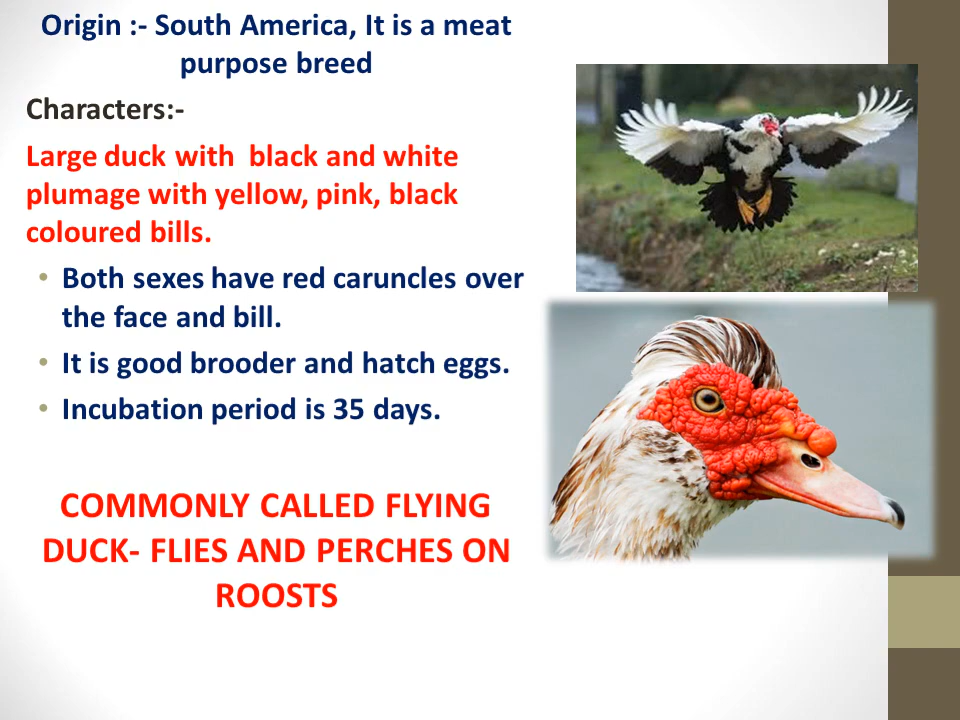 Origin :- South America, It is a meat
purpose breed
Characters:-
Large duck with black and white
plumage with yellow, pink, black
coloured bills.
• Both sexes have red caruncles over
the face and bill.
• It is good brooder and hatch eggs.
• Incubation period is 35 days.
COMMONLY CALLED FLYING
DUCK- FLIES AND PERCHES ON
ROOSTS